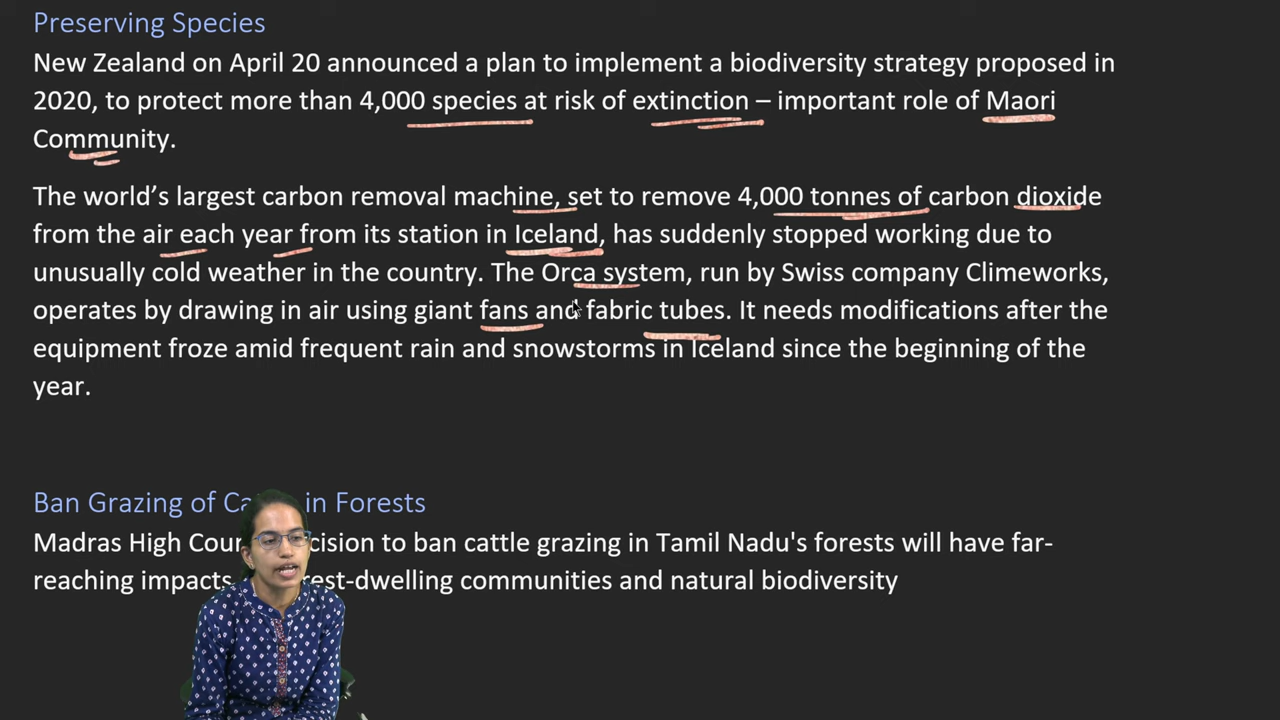 Preserving Species
New Zealand on April 20 announced a plan to implement a biodiversity strategy proposed in
2020, to protect more than 4,000 species at risk of extinction – important role of Maori
Community.
The world’s largest carbon removal machine, set to remove 4,000 tonnes of carbon dioxide
from the air each year from its station in Iceland, has suddenly stopped working due to
unusually cold weather in the country. The Orca system, run by Swiss company Climeworks,
operates by drawing in air using giant fans and fabric tubes. It needs modifications after the
equipment froze amid frequent rain and snowstorms in Iceland since the beginning of the
year.
Ban Grazing of in Forests
Madras High to ban cattle grazing in Tamil Nadu's forests will have far-
reaching impacts communities and natural biodiversity